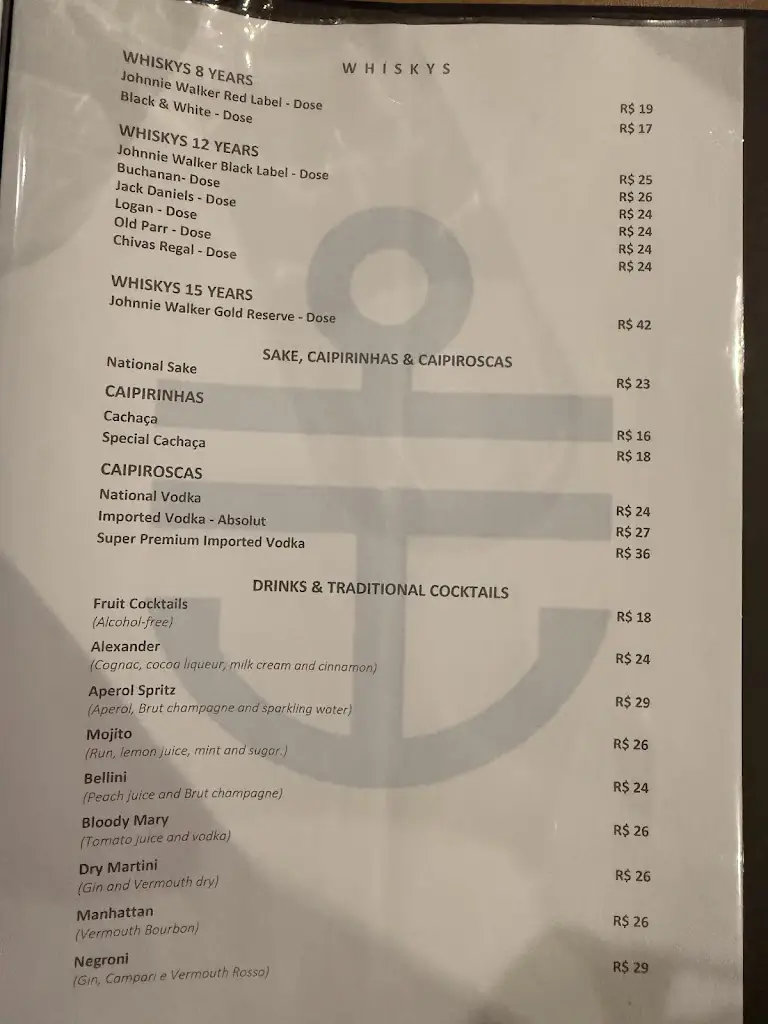 WHISKYS
WHISKYS 8 YEARS
Johnnie Walker Red Label - Dose R$ 19
Black & White - Dose R$ 17
WHISKYS 12 YEARS
Johnnie Walker Black Label - Dose R$ 25
Buchanan- Dose R$ 26
Jack Daniels - Dose R$ 24
Logan - Dose R$ 24
Old Parr - Dose R$ 24
Chivas Regal - Dose R$ 24
WHISKYS 15 YEARS
Johnnie Walker Gold Reserve - Dose R$ 42
SAKE, CAIPIRINHAS & CAIPIROSCAS
National Sake R$ 23
CAIPIRINHAS
Cachaça R$ 16
Special Cachaça R$ 18
CAIPIROSCAS
National Vodka R$ 24
Imported Vodka - Absolut R$ 27
Super Premium Imported Vodka R$ 36
DRINKS & TRADITIONAL COCKTAILS
Fruit Cocktails R$ 18
(Alcohol-free)
Alexander R$ 24
(Cognac, cocoa liqueur, milk cream and cinnamon)
Aperol Spritz R$ 29
(Aperol, Brut champagne and sparkling water)
Mojito R$ 26
(Run, lemon juice, mint and sugar.)
Bellini R$ 24
(Peach juice and Brut champagne)
Bloody Mary R$ 26
(Tomato juice and vodka)
Dry Martini R$ 26
(Gin and Vermouth dry)
Manhattan R$ 26
(Vermouth Bourbon)
Negroni R$ 29
(Gin, Campari e Vermouth Rosso)